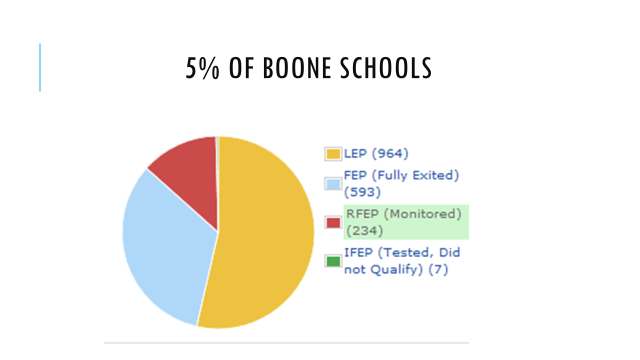 5% OF BOONE SCHOOLS
LEP (964)
FEP (Fully Exited)
(593)
RFEP (Monitored)
(234)
IFEP (Tested, Did
not Qualify) (7)